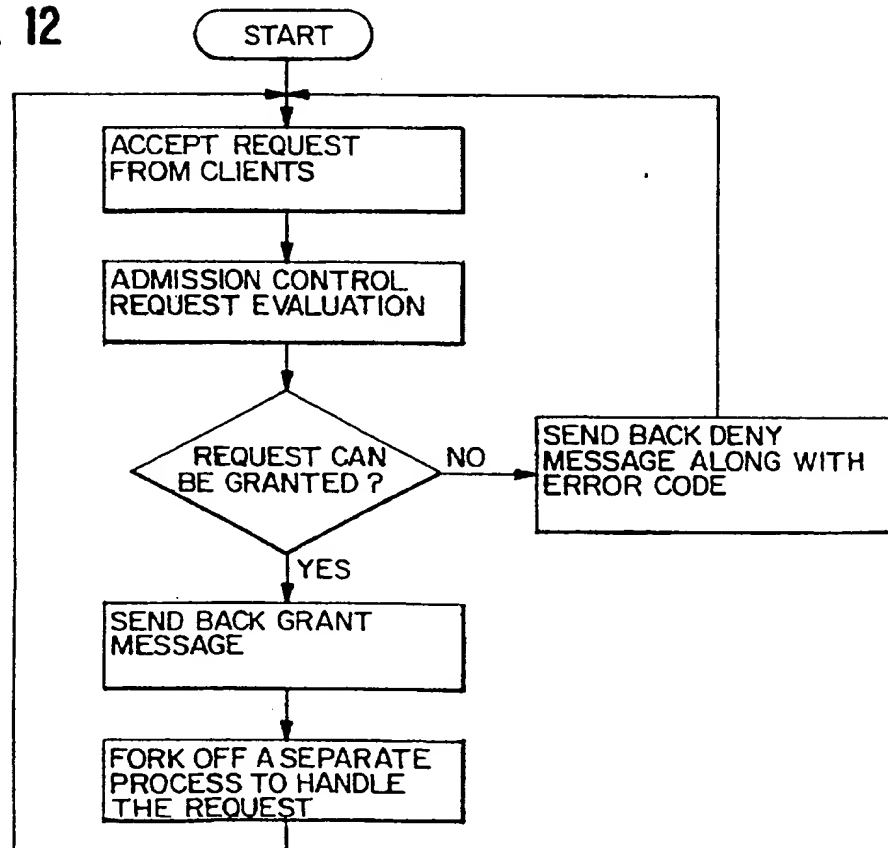 12
START
ACCEPT REQUEST
FROM CLIENTS
ADMISSION CONTROL
REQUEST EVALUATION
REQUEST CAN
BE GRANTED ?
NO
SEND BACK DENY
MESSAGE ALONG WITH
ERROR CODE
YES
SEND BACK GRANT
MESSAGE
FORK OFF A SEPARATE
PROCESS TO HANDLE
THE REQUEST